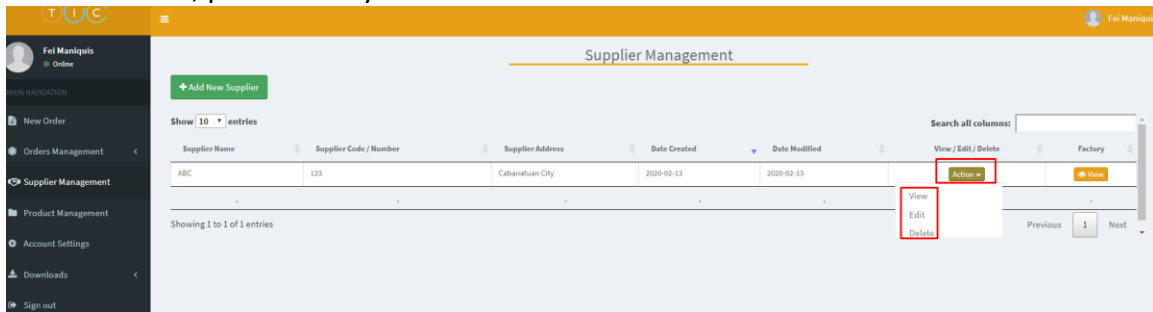 TIC
Fei Maniquis
Fei Maniquis
Online
Supplier Management
MAIN NAVIGATION
+ Add New Supplier
New Order
Show 10 entries
Search all columns:
Orders Management
Supplier Name Supplier Code / Number Supplier Address Date Created Date Modified View / Edit / Delete Factory
ABC 123 Cabanatuan City 2020-02-13 2020-02-13 Action View
Supplier Management
View
Edit
Delete
Product Management
Showing 1 to 1 of 1 entries
Previous 1 Next
Account Settings
Downloads
Sign out